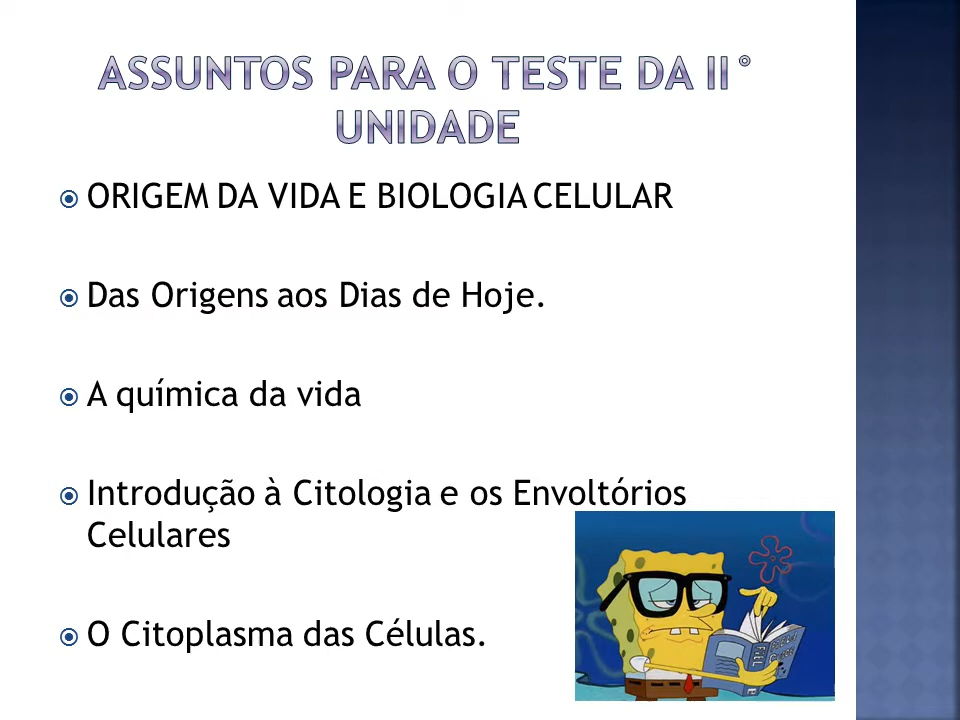 ASSUNTOS PARA O TESTE DA II°
UNIDADE
ORIGEM DA VIDA E BIOLOGIA CELULAR
Das Origens aos Dias de Hoje.
A química da vida
Introdução à Citologia e os Envoltórios
Celulares
O Citoplasma das Células.